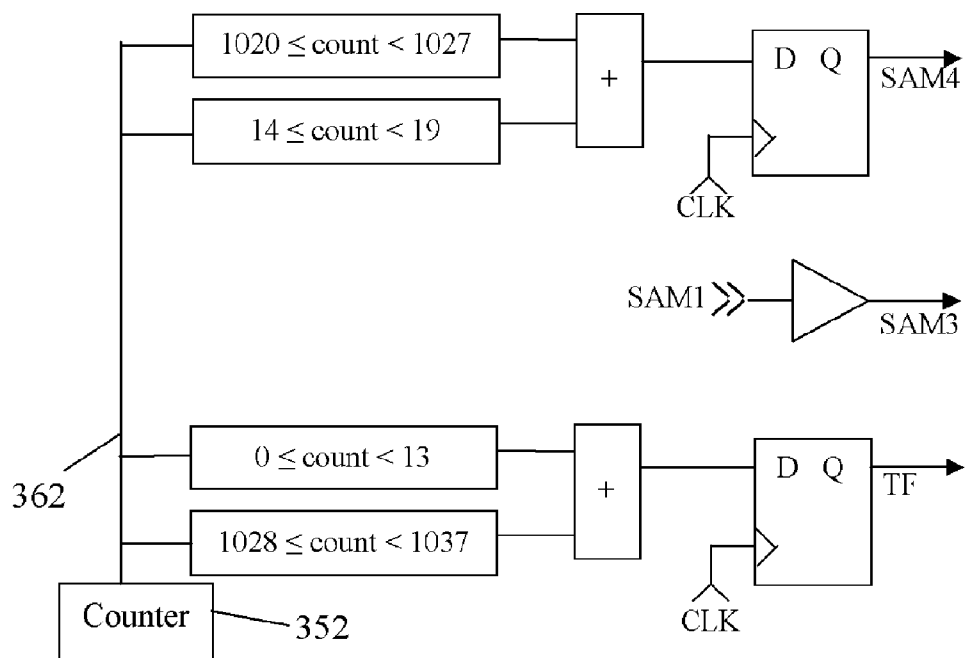 1020 ≤ count < 1027
14 ≤ count < 19
+
D Q
SAM4
CLK
SAM1
SAM3
0 ≤ count < 13
1028 ≤ count < 1037
+
D Q
TF
CLK
362
Counter
352